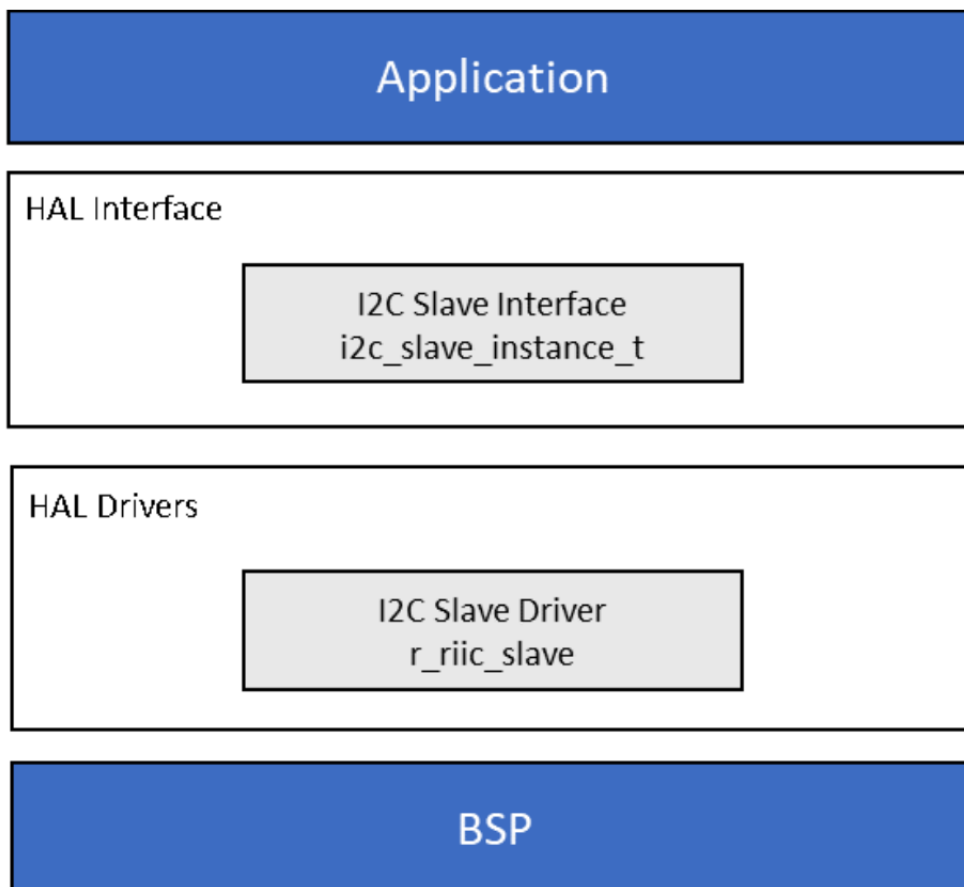 Application
HAL Interface
I2C Slave Interface
i2c_slave_instance_t
HAL Drivers
I2C Slave Driver
r_riic_slave
BSP